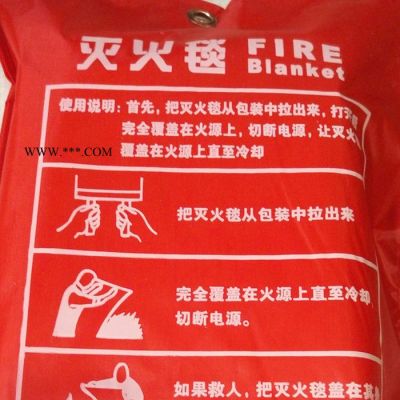 灭火毯 FIRE
Blanket
使用说明：首先，把灭火毯从包装中拉出来，打开
完全覆盖在火源上，切断电源，让灭火
覆盖在火源上直至冷却
WWW.***.COM
把灭火毯从包装中拉出来
完全覆盖在火源上直至冷却
切断电源。
如果救人，把灭火毯盖在其